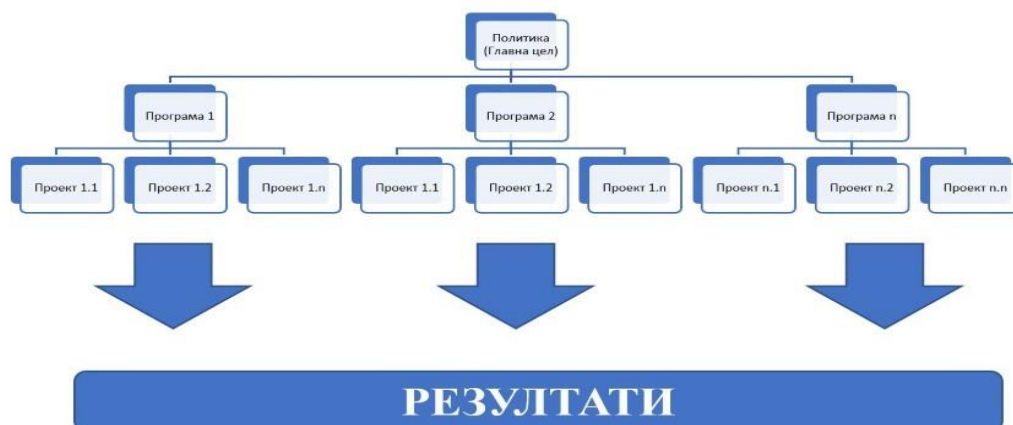 Политика
(Главна цел)
Програма 1
Програма 2
Програма n
Проект 1.1
Проект 1.2
Проект 1.n
Проект 1.1
Проект 1.2
Проект 1.n
Проект n.1
Проект n.2
Проект n.n
РЕЗУЛТАТИ